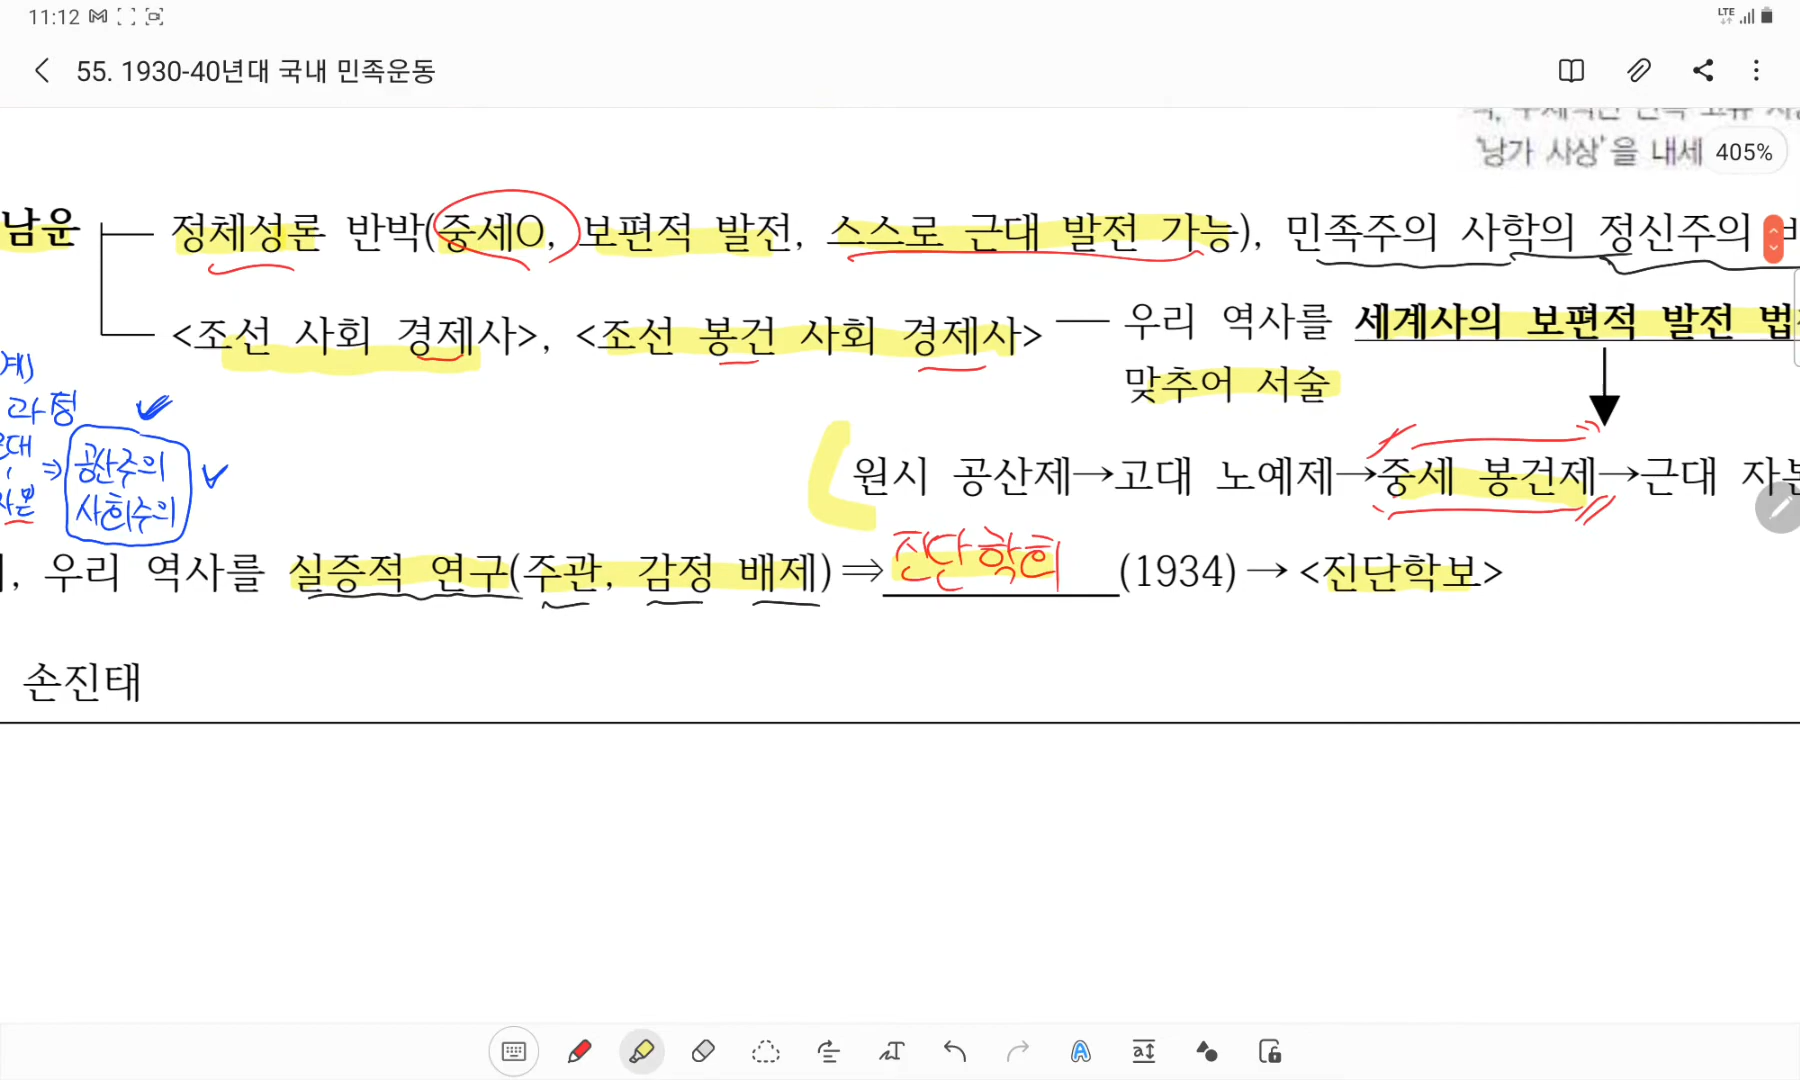 11:12
LTE
55. 1930-40년대 국내 민족운동
'낭가 사상'을 내세
405%
남운
정체성론 반박(중세O, 보편적 발전, 스스로 근대 발전 가능), 민족주의 사학의 정신주의
<조선 사회 경제사>, <조선 봉건 사회 경제사>
우리 역사를 세계사의 보편적 발전 법
맞추어 서술
계)
과정
공산주의
사회주의
원시 공산제→고대 노예제→중세 봉건제→근대 자본
우리 역사를 실증적 연구(주관, 감정 배제)⇒진단학회(1934)→<진단학보>
손진태